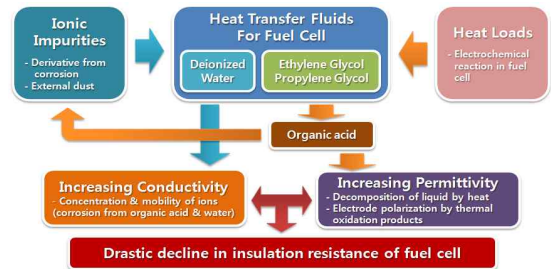 Ionic
Impurities
- Derivative from
corrosion
- External dust
Heat Transfer Fluids
For Fuel Cell
Deionized
Water
Ethylene Glycol
Propylene Glycol
Heat Loads
- Electrochemical
reaction in fuel
cell
Organic acid
Increasing Conductivity
- Concentration & mobility of ions
(corrosion from organic acid & water)
Increasing Permittivity
- Decomposition of liquid by heat
- Electrode polarization by thermal
oxidation products
Drastic decline in insulation resistance of fuel cell